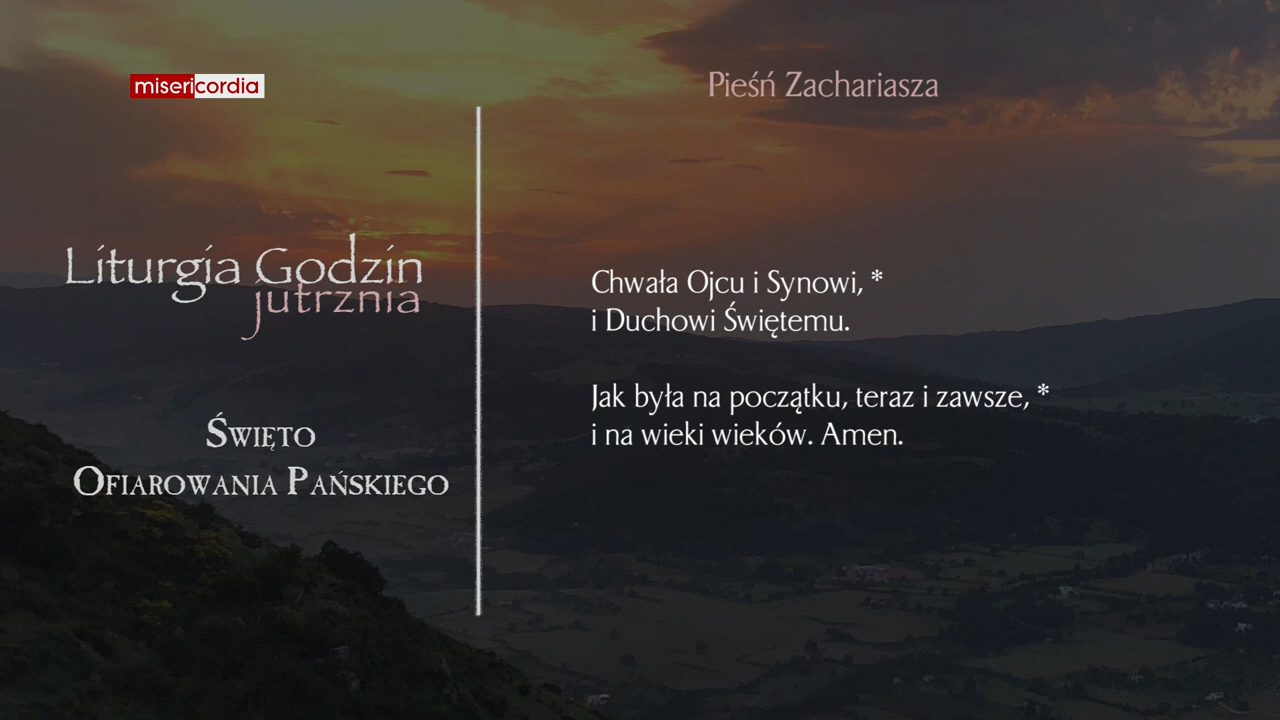 misericordia
Liturgia Godzin
jutrznia
Święto
Ofiarowania Pańskiego
Pieśń Zachariasza
Chwała Ojcu i Synowi, *
i Duchowi Świętemu.
Jak była na początku, teraz i zawsze, *
i na wieki wieków. Amen.